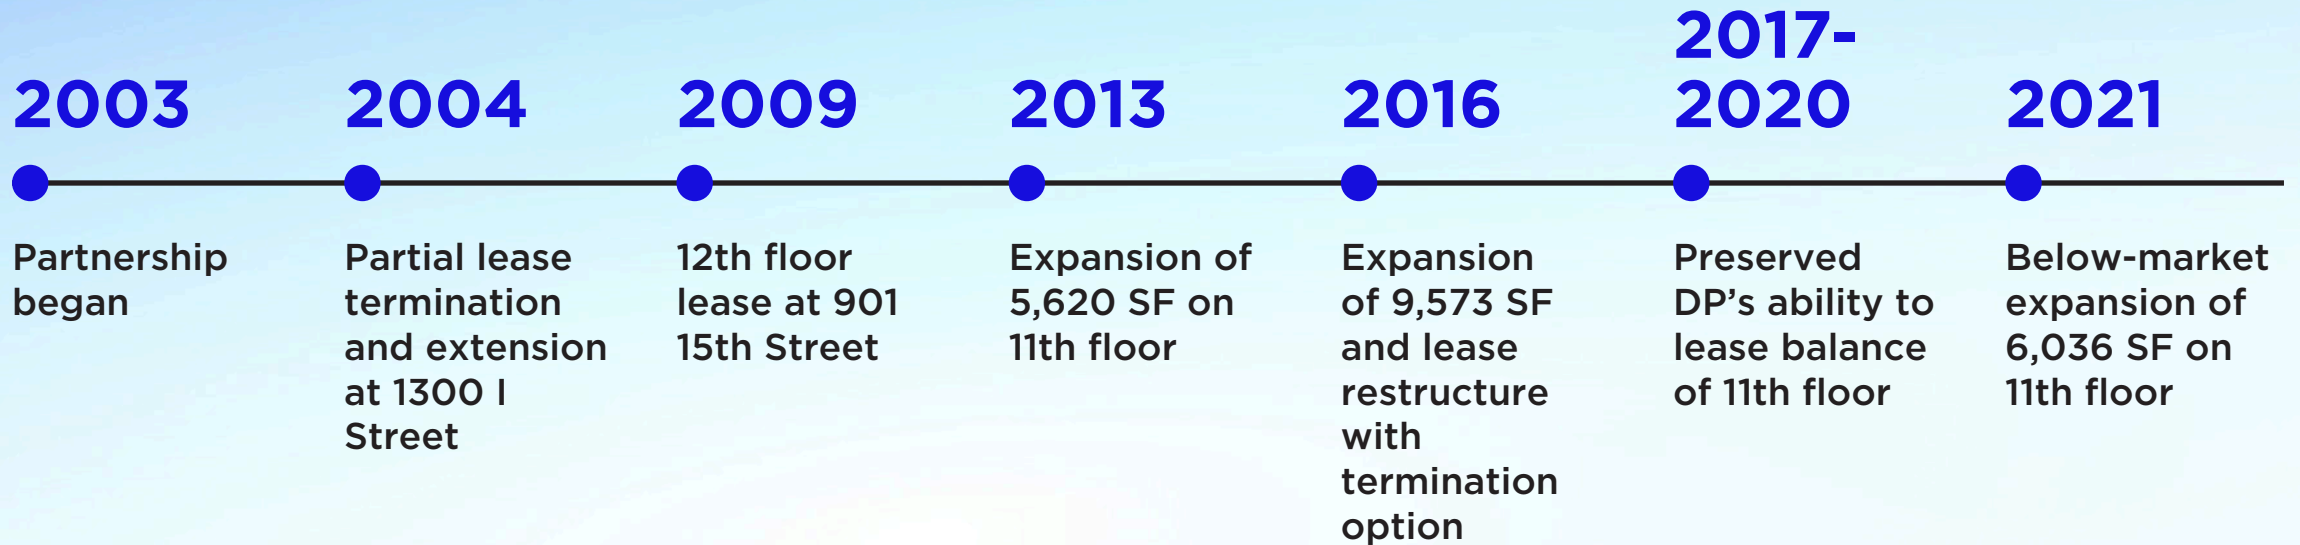 2003
Partnership
began
2004
Partial lease
termination
and extension
at 1300 I
Street
2009
12th floor
lease at 901
15th Street
2013
Expansion of
5,620 SF on
11th floor
2016
Expansion
of 9,573 SF
and lease
restructure
with
termination
option
2017-
2020
Preserved
DP’s ability to
lease balance
of 11th floor
2021
Below-market
expansion of
6,036 SF on
11th floor